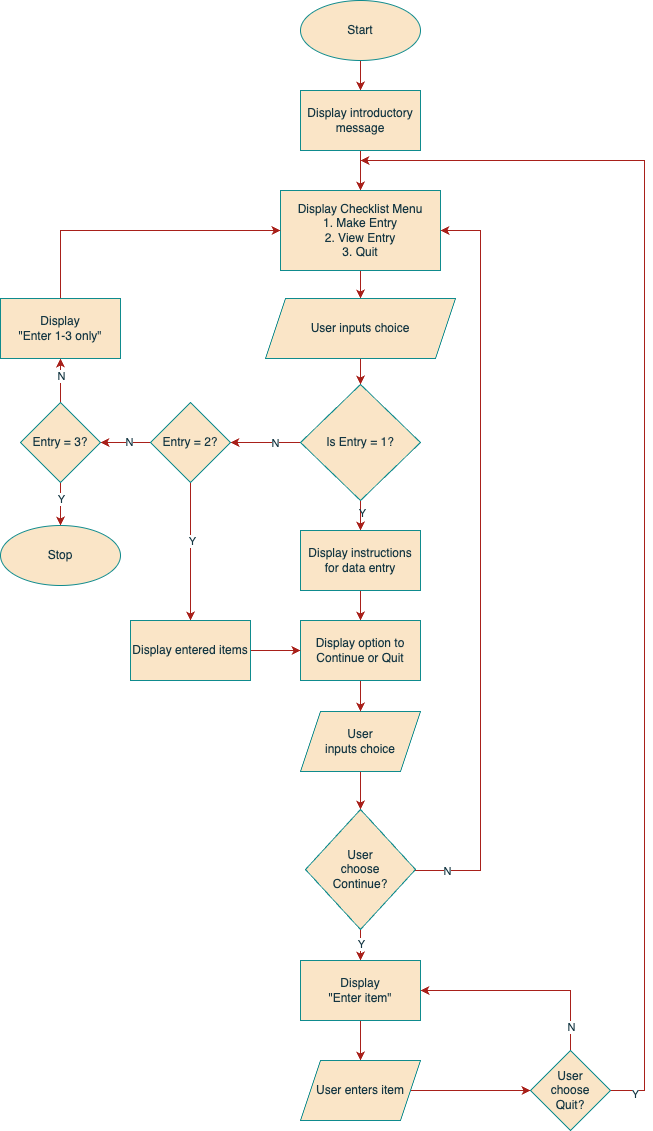 Start
Display introductory
message
Display Checklist Menu
1. Make Entry
2. View Entry
3. Quit
Display
"Enter 1-3 only"
User inputs choice
N
Entry = 3?
N
Entry = 2?
N
Is Entry = 1?
Y
Y
Stop
Y
Display instructions
for data entry
Display entered items
Display option to
Continue or Quit
User
inputs choice
User
choose
Continue?
N
Y
Display
"Enter item"
N
User enters item
User
choose
Quit?
Y